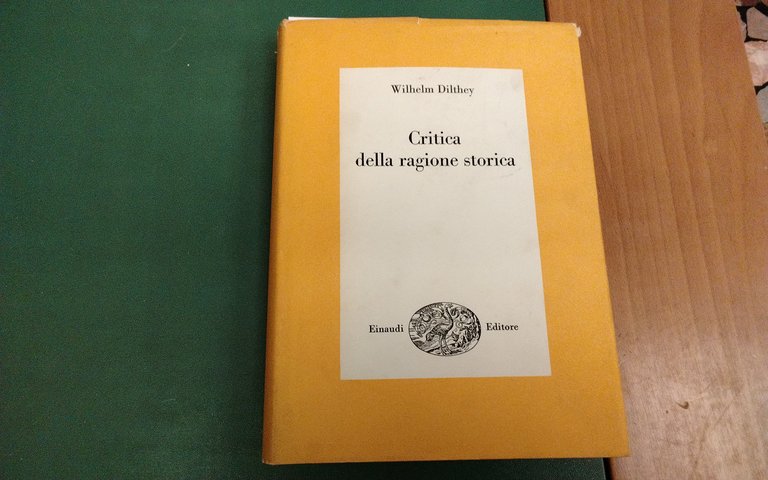 Wilhelm Dilthey
Critica
della ragione storica
Einaudi Editore